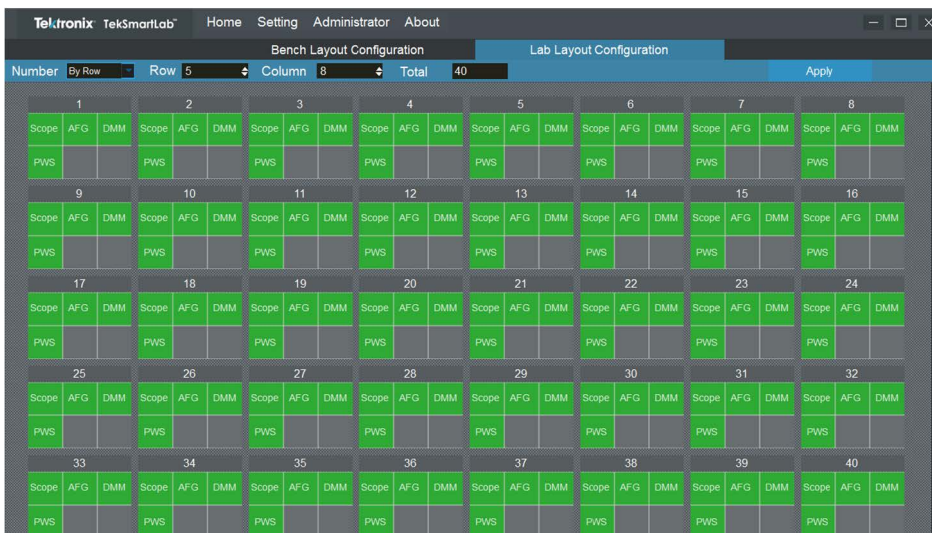 Tektronix TekSmartLab™ Home Setting Administrator About
Bench Layout Configuration Lab Layout Configuration
Number By Row Row 5 Column 8 Total 40 Apply
1 2 3 4 5 6 7 8
Scope AFG DMM Scope AFG DMM Scope AFG DMM Scope AFG DMM Scope AFG DMM Scope AFG DMM Scope AFG DMM Scope AFG DMM
PWS PWS PWS PWS PWS PWS PWS PWS
9 10 11 12 13 14 15 16
Scope AFG DMM Scope AFG DMM Scope AFG DMM Scope AFG DMM Scope AFG DMM Scope AFG DMM Scope AFG DMM Scope AFG DMM
PWS PWS PWS PWS PWS PWS PWS PWS
17 18 19 20 21 22 23 24
Scope AFG DMM Scope AFG DMM Scope AFG DMM Scope AFG DMM Scope AFG DMM Scope AFG DMM Scope AFG DMM Scope AFG DMM
PWS PWS PWS PWS PWS PWS PWS PWS
25 26 27 28 29 30 31 32
Scope AFG DMM Scope AFG DMM Scope AFG DMM Scope AFG DMM Scope AFG DMM Scope AFG DMM Scope AFG DMM Scope AFG DMM
PWS PWS PWS PWS PWS PWS PWS PWS
33 34 35 36 37 38 39 40
Scope AFG DMM Scope AFG DMM Scope AFG DMM Scope AFG DMM Scope AFG DMM Scope AFG DMM Scope AFG DMM Scope AFG DMM
PWS PWS PWS PWS PWS PWS PWS PWS